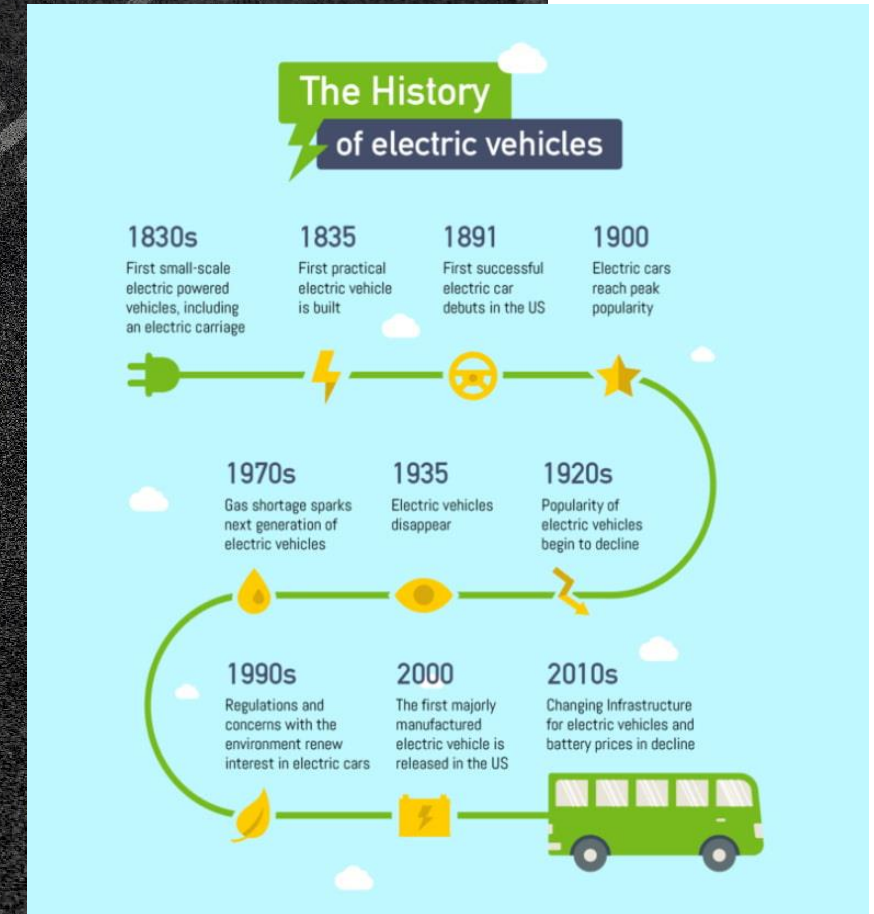 The History
of electric vehicles
1830s
First small-scale
electric powered
vehicles, including
an electric carriage
1835
First practical
electric vehicle
is built
1891
First successful
electric car
debuts in the US
1900
Electric cars
reach peak
popularity
1920s
Popularity of
electric vehicles
begin to decline
1935
Electric vehicles
disappear
1970s
Gas shortage sparks
next generation of
electric vehicles
1990s
Regulations and
concerns with the
environment renew
interest in electric cars
2000
The first majorly
manufactured
electric vehicle is
released in the US
2010s
Changing Infrastructure
for electric vehicles and
battery prices in decline